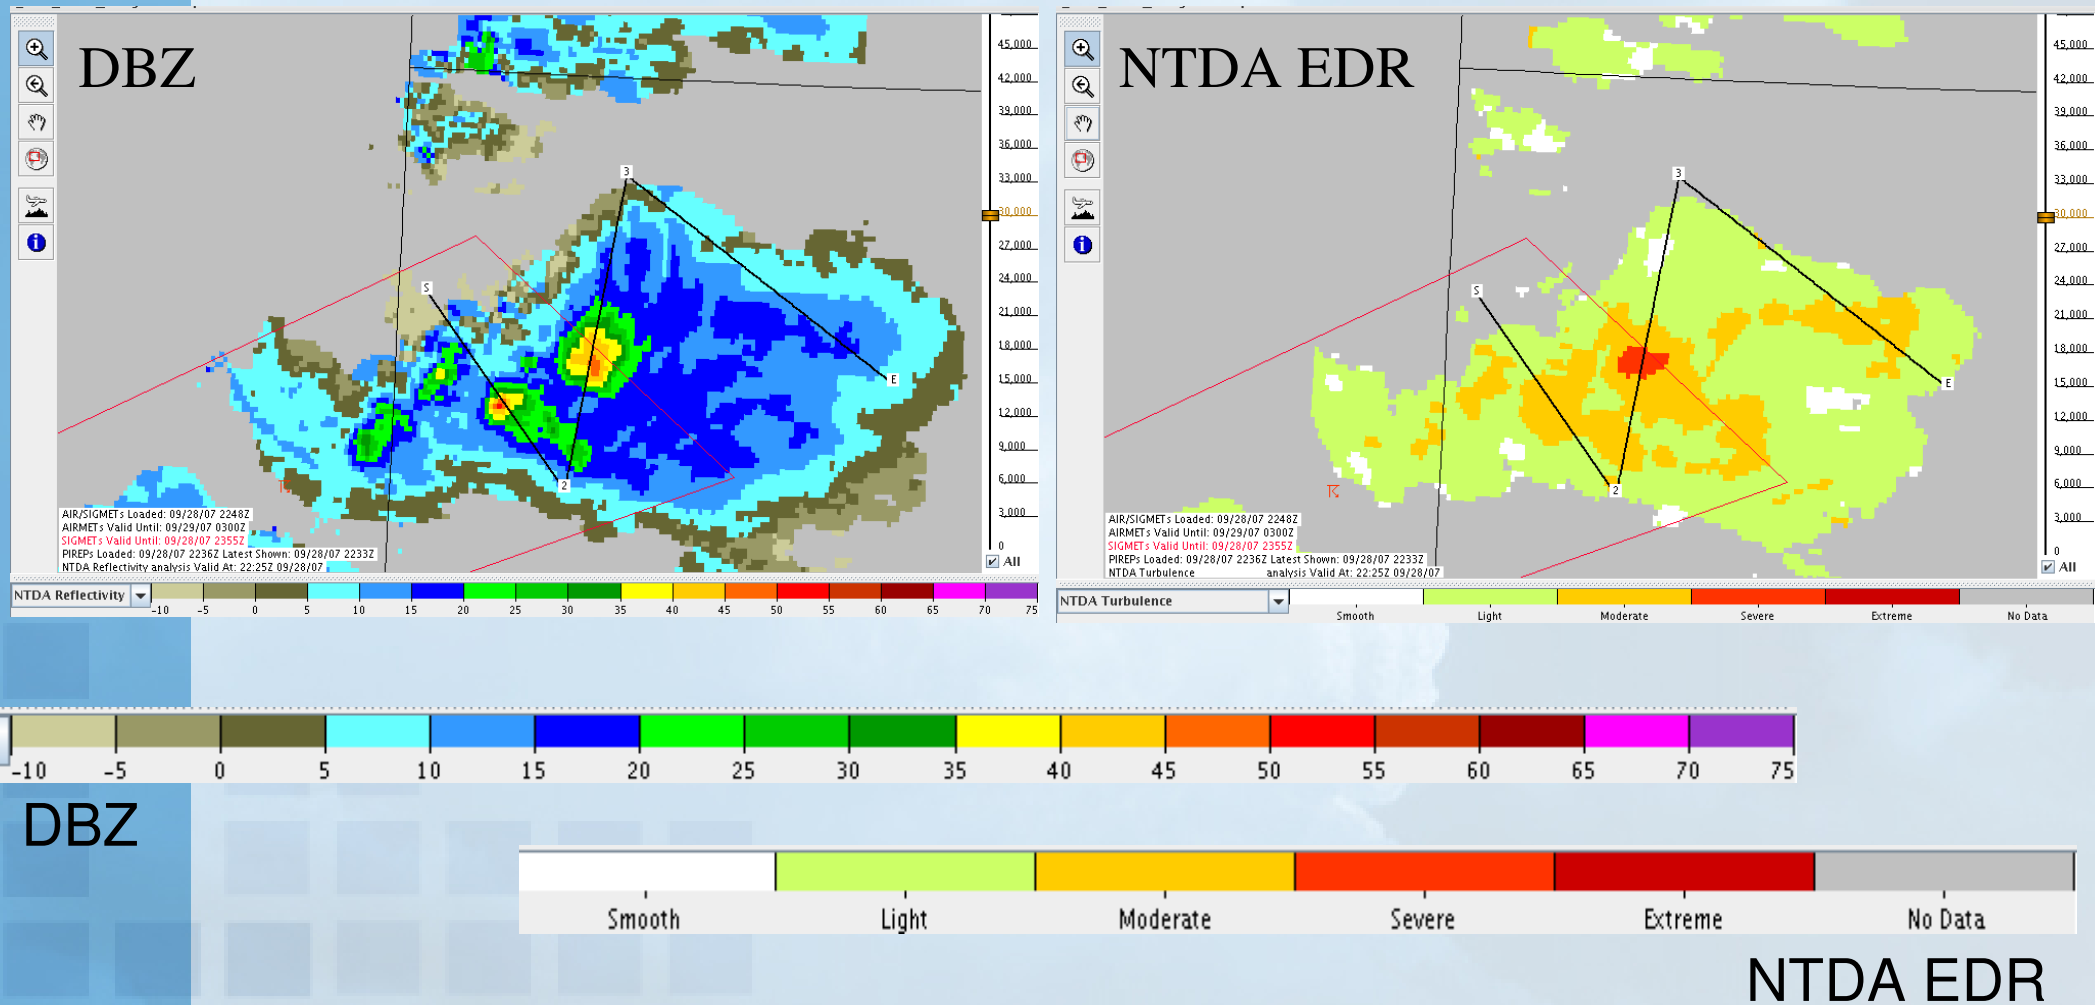 DBZ
45,000
42,000
39,000
36,000
33,000
30,000
27,000
24,000
21,000
18,000
15,000
12,000
9,000
6,000
3,000
0
All
3
S
E
2
AIR/SIGMETs Loaded: 09/28/07 2248Z
AIRMETs Valid Until: 09/29/07 0300Z
SIGMETs Valid Until: 09/28/07 2355Z
PIREPs Loaded: 09/28/07 2236Z Latest Shown: 09/28/07 2233Z
NTDA Reflectivity analysis Valid At: 22:25Z 09/28/07
NTDA Reflectivity
-10 -5 0 5 10 15 20 25 30 35 40 45 50 55 60 65 70 75
NTDA EDR
45,000
42,000
39,000
36,000
33,000
30,000
27,000
24,000
21,000
18,000
15,000
12,000
9,000
6,000
3,000
0
All
3
S
E
2
AIR/SIGMETs Loaded: 09/28/07 2248Z
AIRMETs Valid Until: 09/29/07 0300Z
SIGMETs Valid Until: 09/28/07 2355Z
PIREPs Loaded: 09/28/07 2236Z Latest Shown: 09/28/07 2233Z
NTDA Turbulence analysis Valid At: 22:25Z 09/28/07
NTDA Turbulence
Smooth Light Moderate Severe Extreme No Data
-10 -5 0 5 10 15 20 25 30 35 40 45 50 55 60 65 70 75
DBZ
Smooth Light Moderate Severe Extreme No Data
NTDA EDR